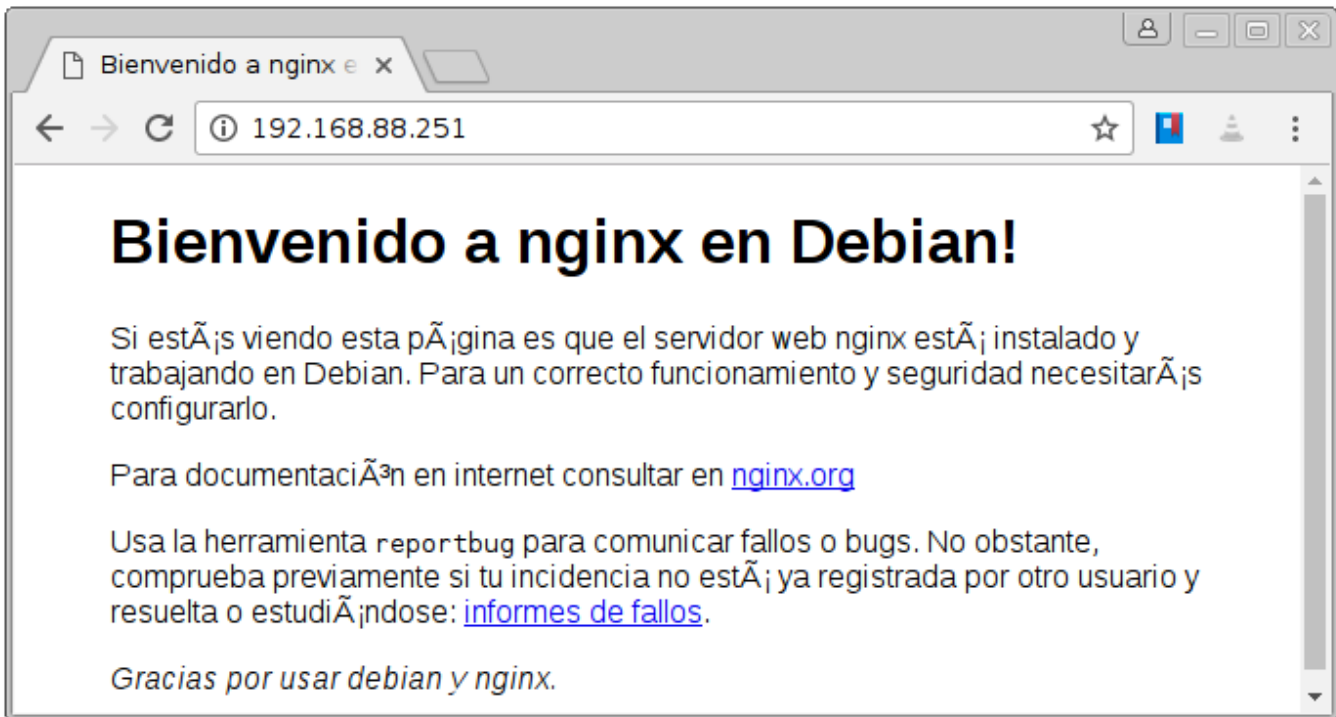 Bienvenido a nginx e
192.168.88.251
Bienvenido a nginx en Debian!
Si estÃ¡s viendo esta pÃ¡gina es que el servidor web nginx estÃ¡ instalado y
trabajando en Debian. Para un correcto funcionamiento y seguridad necesitarÃ¡s
configurarlo.
Para documentaciÃ³n en internet consultar en nginx.org
Usa la herramienta reportbug para comunicar fallos o bugs. No obstante,
comprueba previamente si tu incidencia no estÃ¡ ya registrada por otro usuario y
resuelta o estudiÃ¡ndose: informes de fallos.
Gracias por usar debian y nginx.